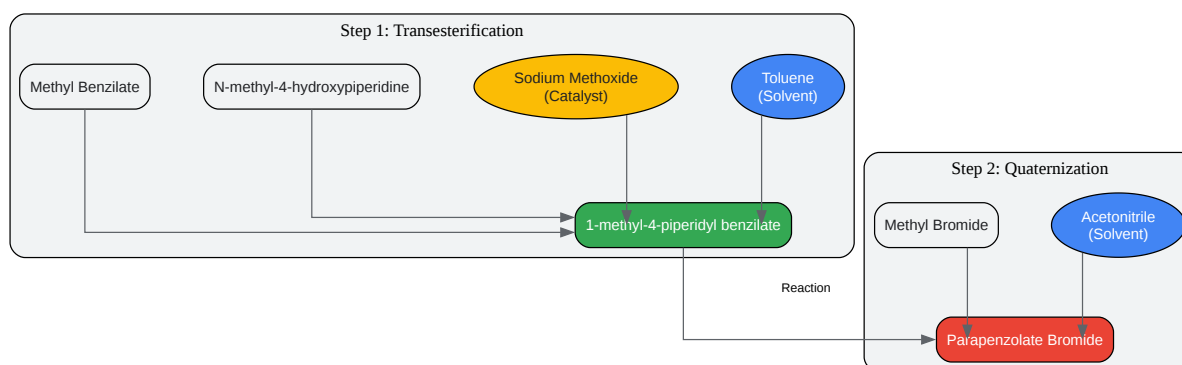 Step 1: Transesterification
Methyl Benzilate
N-methyl-4-hydroxypiperidine
Sodium Methoxide
(Catalyst)
Toluene
(Solvent)
1-methyl-4-piperidyl benzilate
Step 2: Quaternization
Methyl Bromide
Acetonitrile
(Solvent)
Reaction
Parapenzolate Bromide